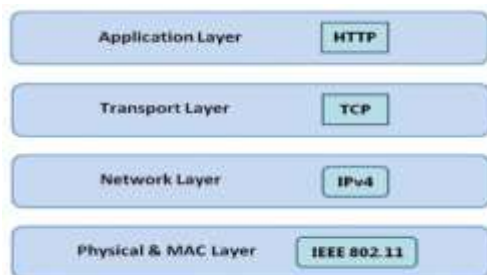 Application Layer HTTP
Transport Layer TCP
Network Layer IPv4
Physical & MAC Layer IEEE 802.11